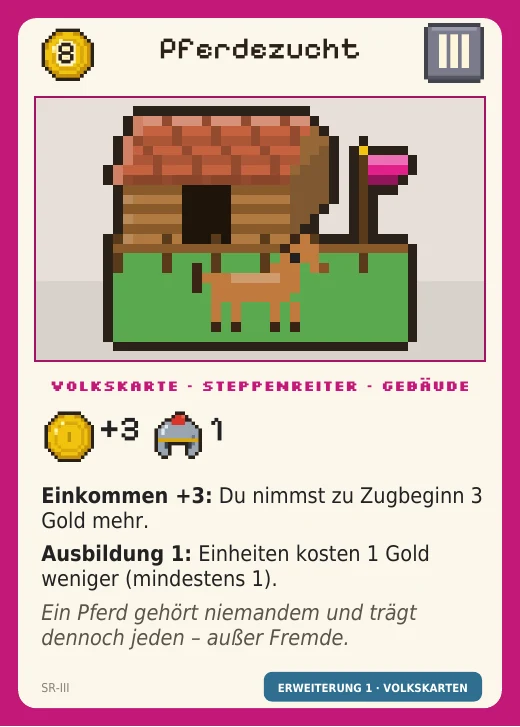 8
Pferdezucht
III
VOLKSKARTE - STEPPENREITER - GEBÄUDE
+3 1
Einkommen +3: Du nimmst zu Zugbeginn 3
Gold mehr.
Ausbildung 1: Einheiten kosten 1 Gold
weniger (mindestens 1).
Ein Pferd gehört niemandem und trägt
dennoch jeden – außer Fremde.
SR-III
ERWEITERUNG 1 · VOLKSKARTEN